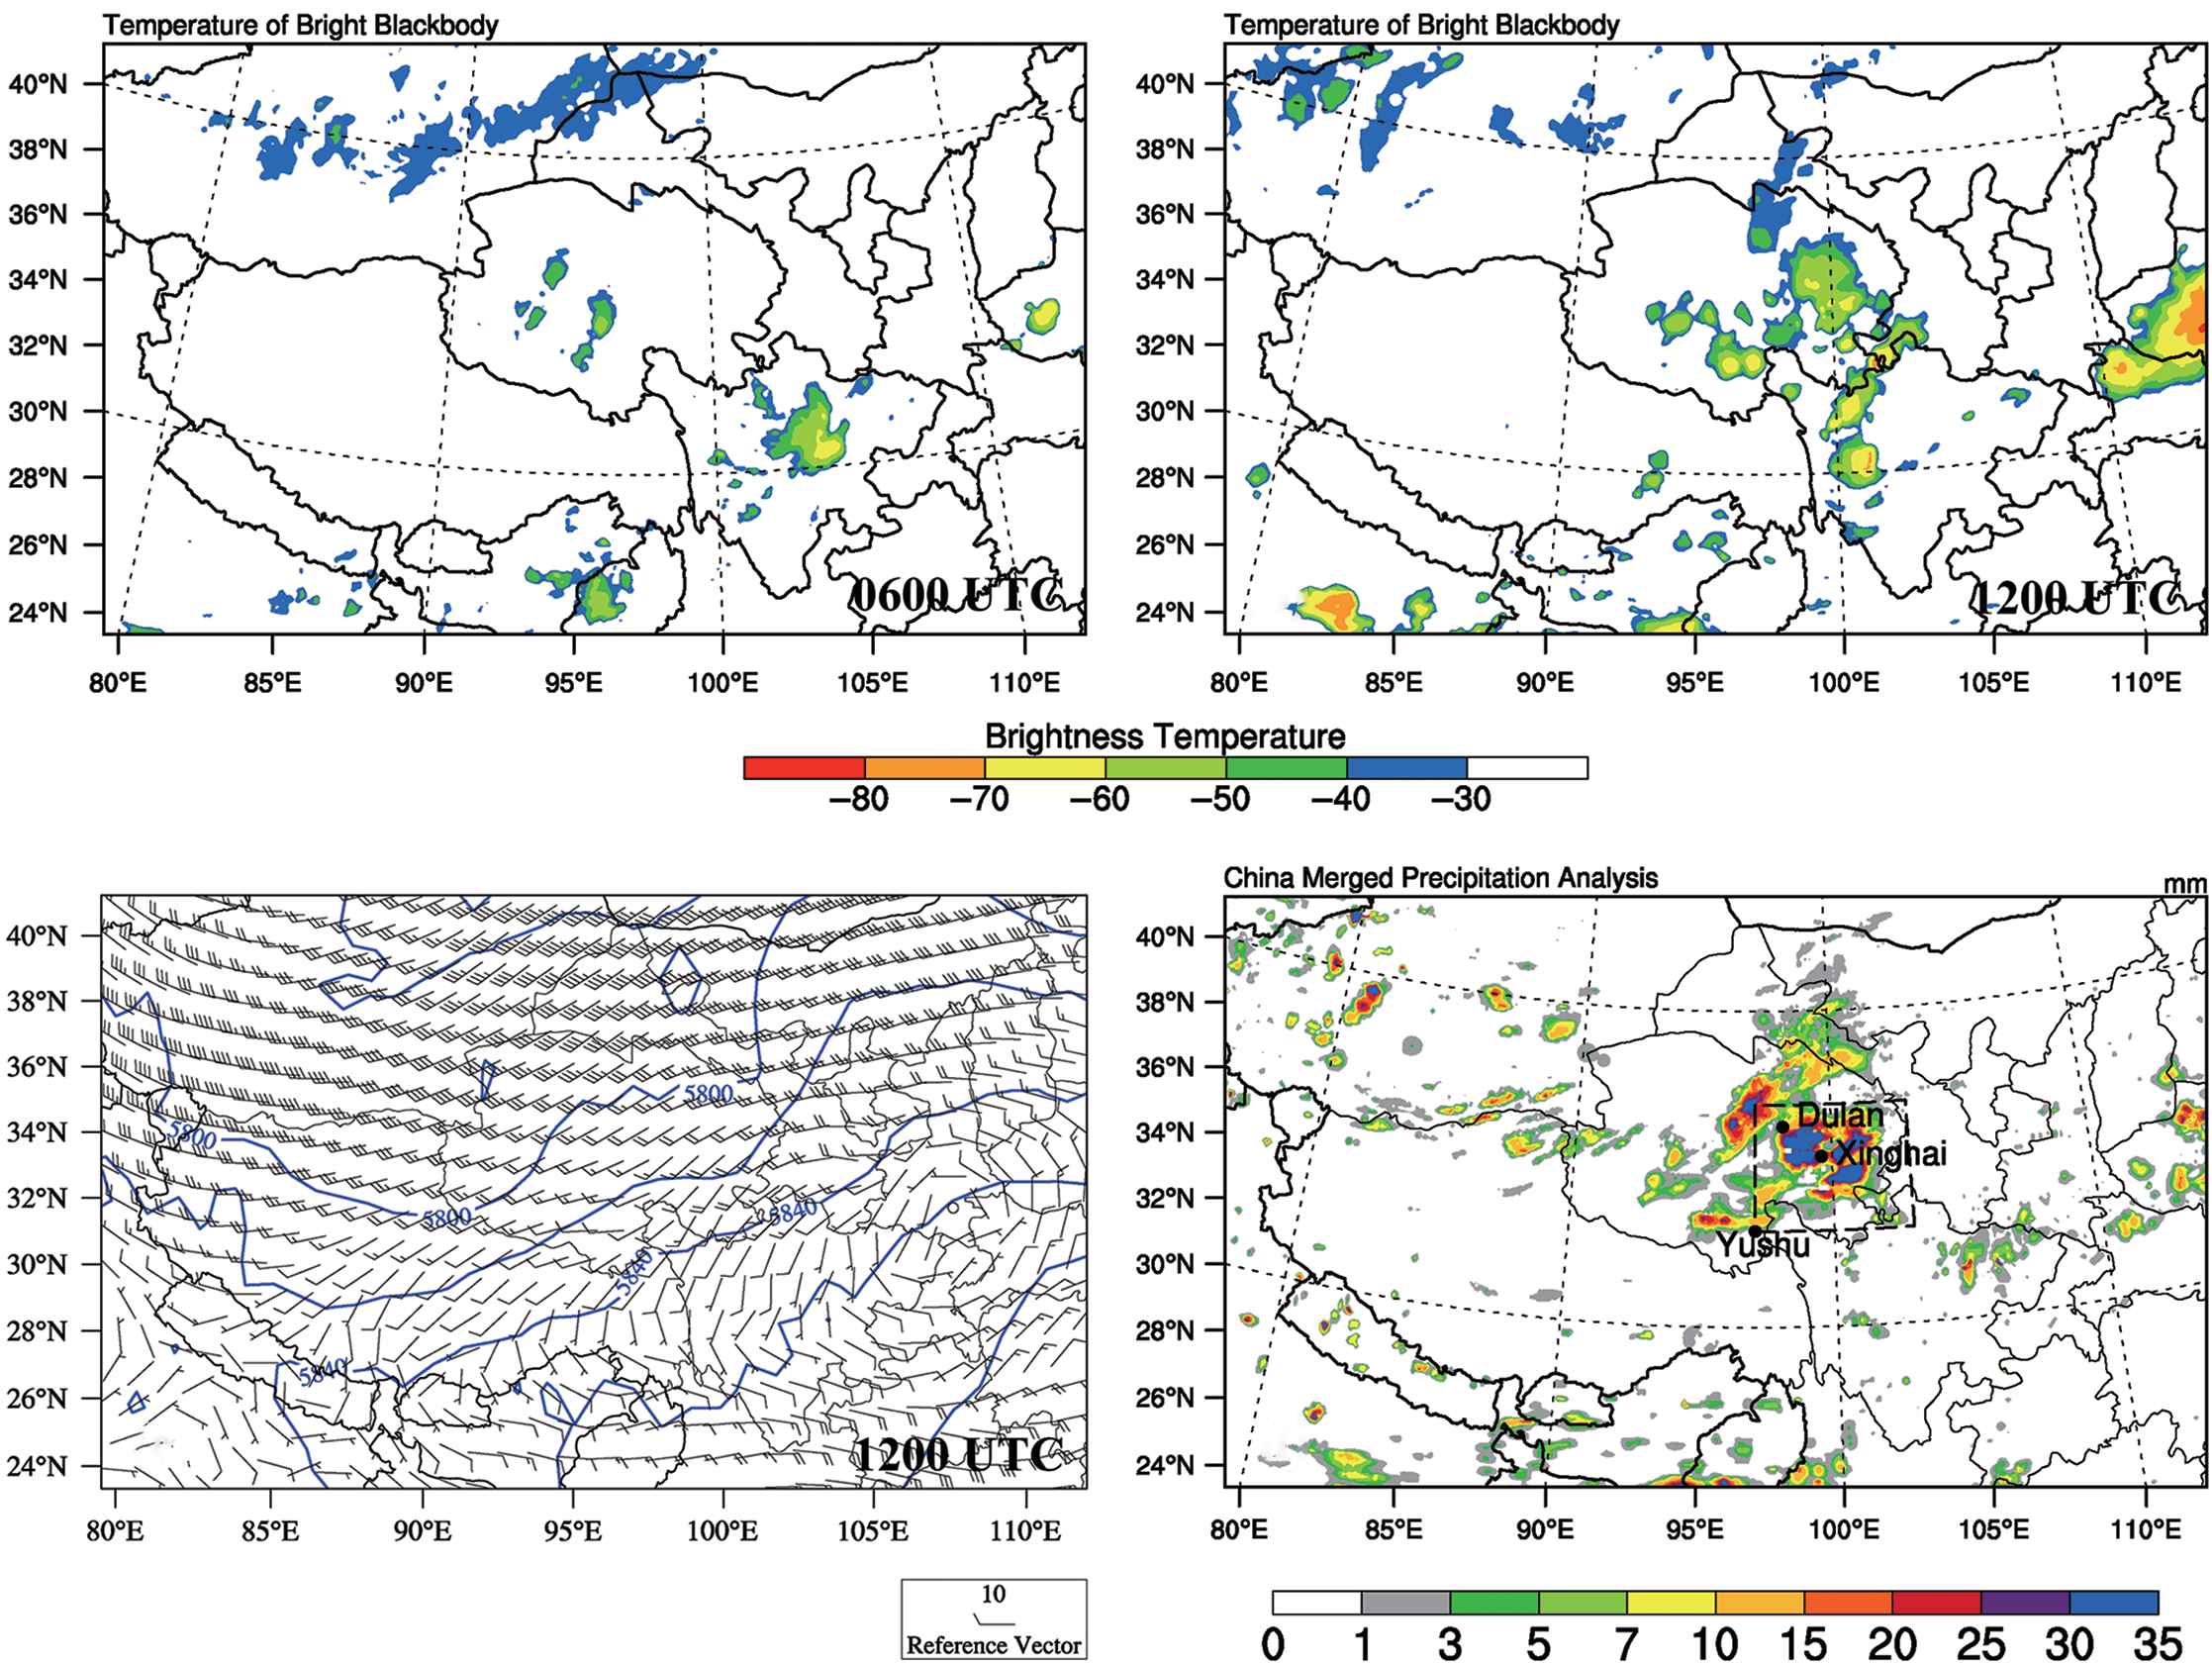 Temperature of Bright Blackbody
40°N
38°N
36°N
34°N
32°N
30°N
28°N
26°N
24°N
0600 UTC
80°E 85°E 90°E 95°E 100°E 105°E 110°E
Temperature of Bright Blackbody
40°N
38°N
36°N
34°N
32°N
30°N
28°N
26°N
24°N
1200 UTC
80°E 85°E 90°E 95°E 100°E 105°E 110°E
Brightness Temperature
−80 −70 −60 −50 −40 −30
40°N
38°N
36°N
34°N
32°N
30°N
28°N
26°N
24°N
5800
5800
5800
5840
5840
5840
1200 UTC
80°E 85°E 90°E 95°E 100°E 105°E 110°E
10
Reference Vector
China Merged Precipitation Analysis mm
40°N
38°N
36°N
34°N
32°N
30°N
28°N
26°N
24°N
Dulan
Xinghai
Yushu
80°E 85°E 90°E 95°E 100°E 105°E 110°E
0 1 3 5 7 10 15 20 25 30 35